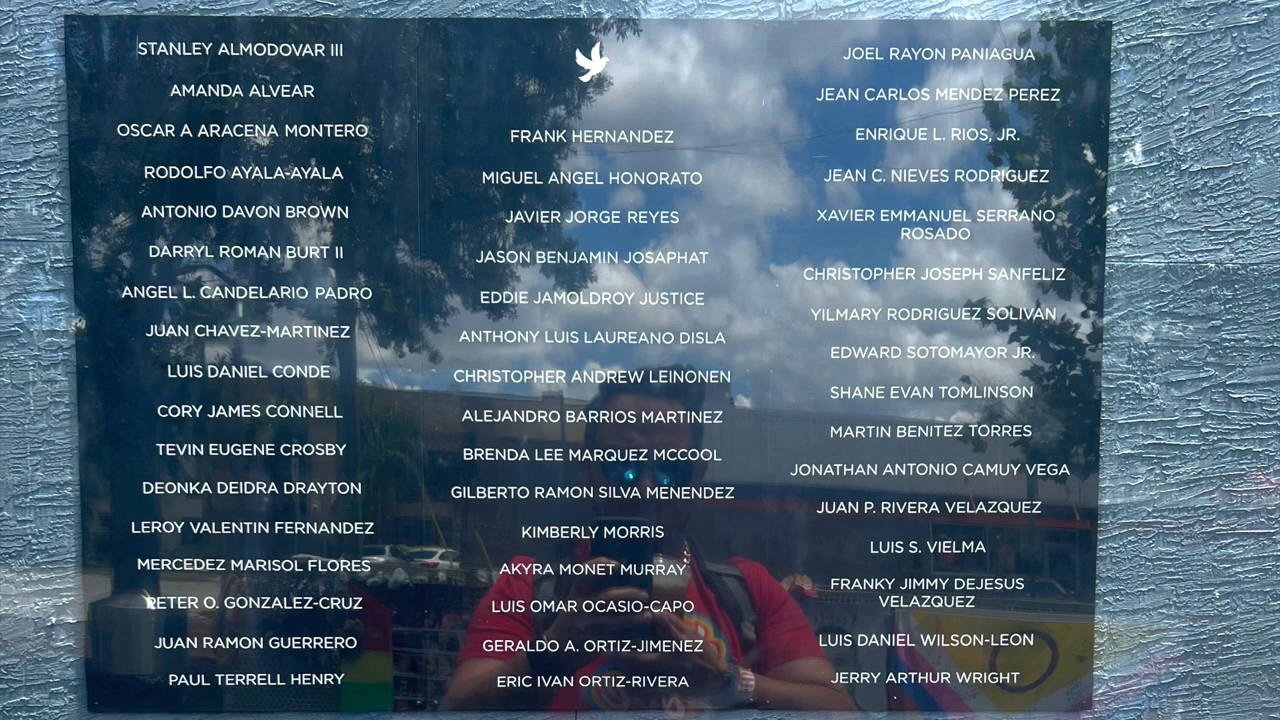 STANLEY ALMODOVAR III
AMANDA ALVEAR
OSCAR A ARACENA MONTERO
RODOLFO AYALA-AYALA
ANTONIO DAVON BROWN
DARRYL ROMAN BURT II
ANGEL L. CANDELARIO PADRO
JUAN CHAVEZ-MARTINEZ
LUIS DANIEL CONDE
CORY JAMES CONNELL
TEVIN EUGENE CROSBY
DEONKA DEIDRA DRAYTON
LEROY VALENTIN FERNANDEZ
MERCEDEZ MARISOL FLORES
PETER O. GONZALEZ-CRUZ
JUAN RAMON GUERRERO
PAUL TERRELL HENRY
FRANK HERNANDEZ
MIGUEL ANGEL HONORATO
JAVIER JORGE REYES
JASON BENJAMIN JOSAPHAT
EDDIE JAMOLDROY JUSTICE
ANTHONY LUIS LAUREANO DISLA
CHRISTOPHER ANDREW LEINONEN
ALEJANDRO BARRIOS MARTINEZ
BRENDA LEE MARQUEZ MCCOOL
GILBERTO RAMON SILVA MENENDEZ
KIMBERLY MORRIS
AKYRA MONET MURRAY
LUIS OMAR OCASIO-CAPO
GERALDO A. ORTIZ-JIMENEZ
ERIC IVAN ORTIZ-RIVERA
JOEL RAYON PANIAGUA
JEAN CARLOS MENDEZ PEREZ
ENRIQUE L. RIOS, JR.
JEAN C. NIEVES RODRIGUEZ
XAVIER EMMANUEL SERRANO
ROSADO
CHRISTOPHER JOSEPH SANFELIZ
YILMARY RODRIGUEZ SOLIVAN
EDWARD SOTOMAYOR JR.
SHANE EVAN TOMLINSON
MARTIN BENITEZ TORRES
JONATHAN ANTONIO CAMUY VEGA
JUAN P. RIVERA VELAZQUEZ
LUIS S. VIELMA
FRANKY JIMMY DEJESUS
VELAZQUEZ
LUIS DANIEL WILSON-LEON
JERRY ARTHUR WRIGHT